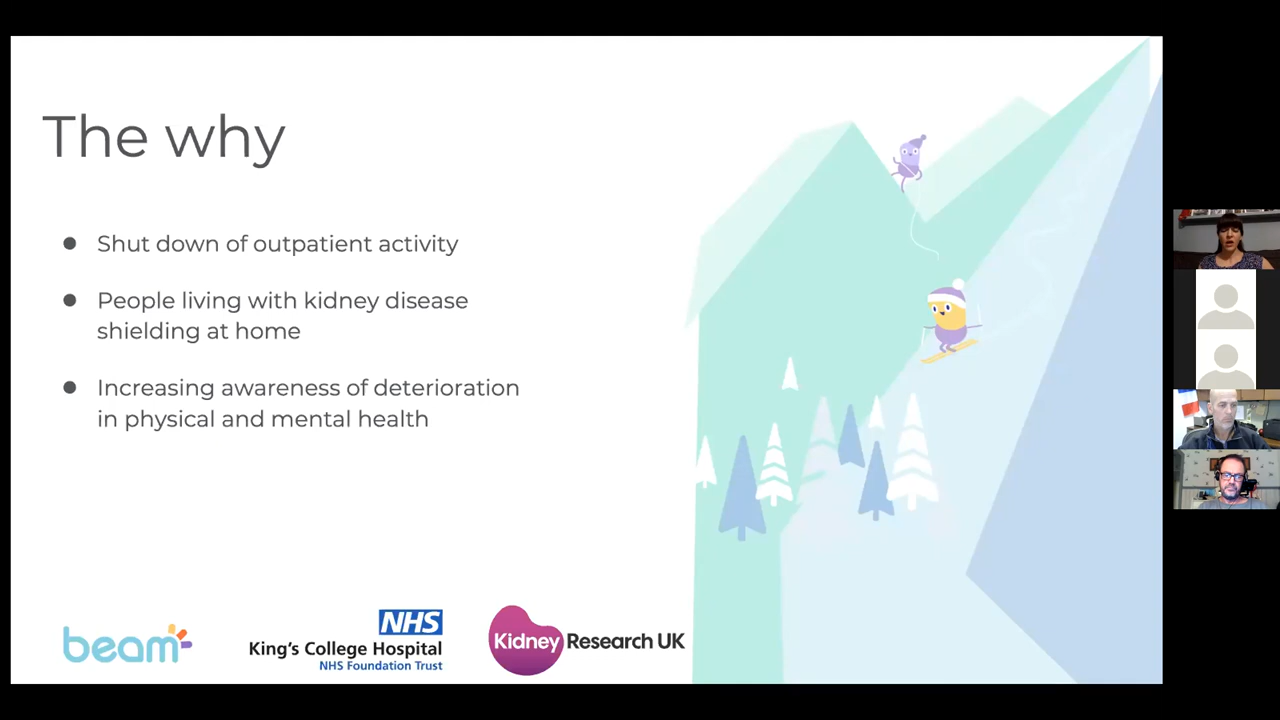 The why
Shut down of outpatient activity
People living with kidney disease
shielding at home
Increasing awareness of deterioration
in physical and mental health
beam
NHS
King's College Hospital
NHS Foundation Trust
Kidney Research UK